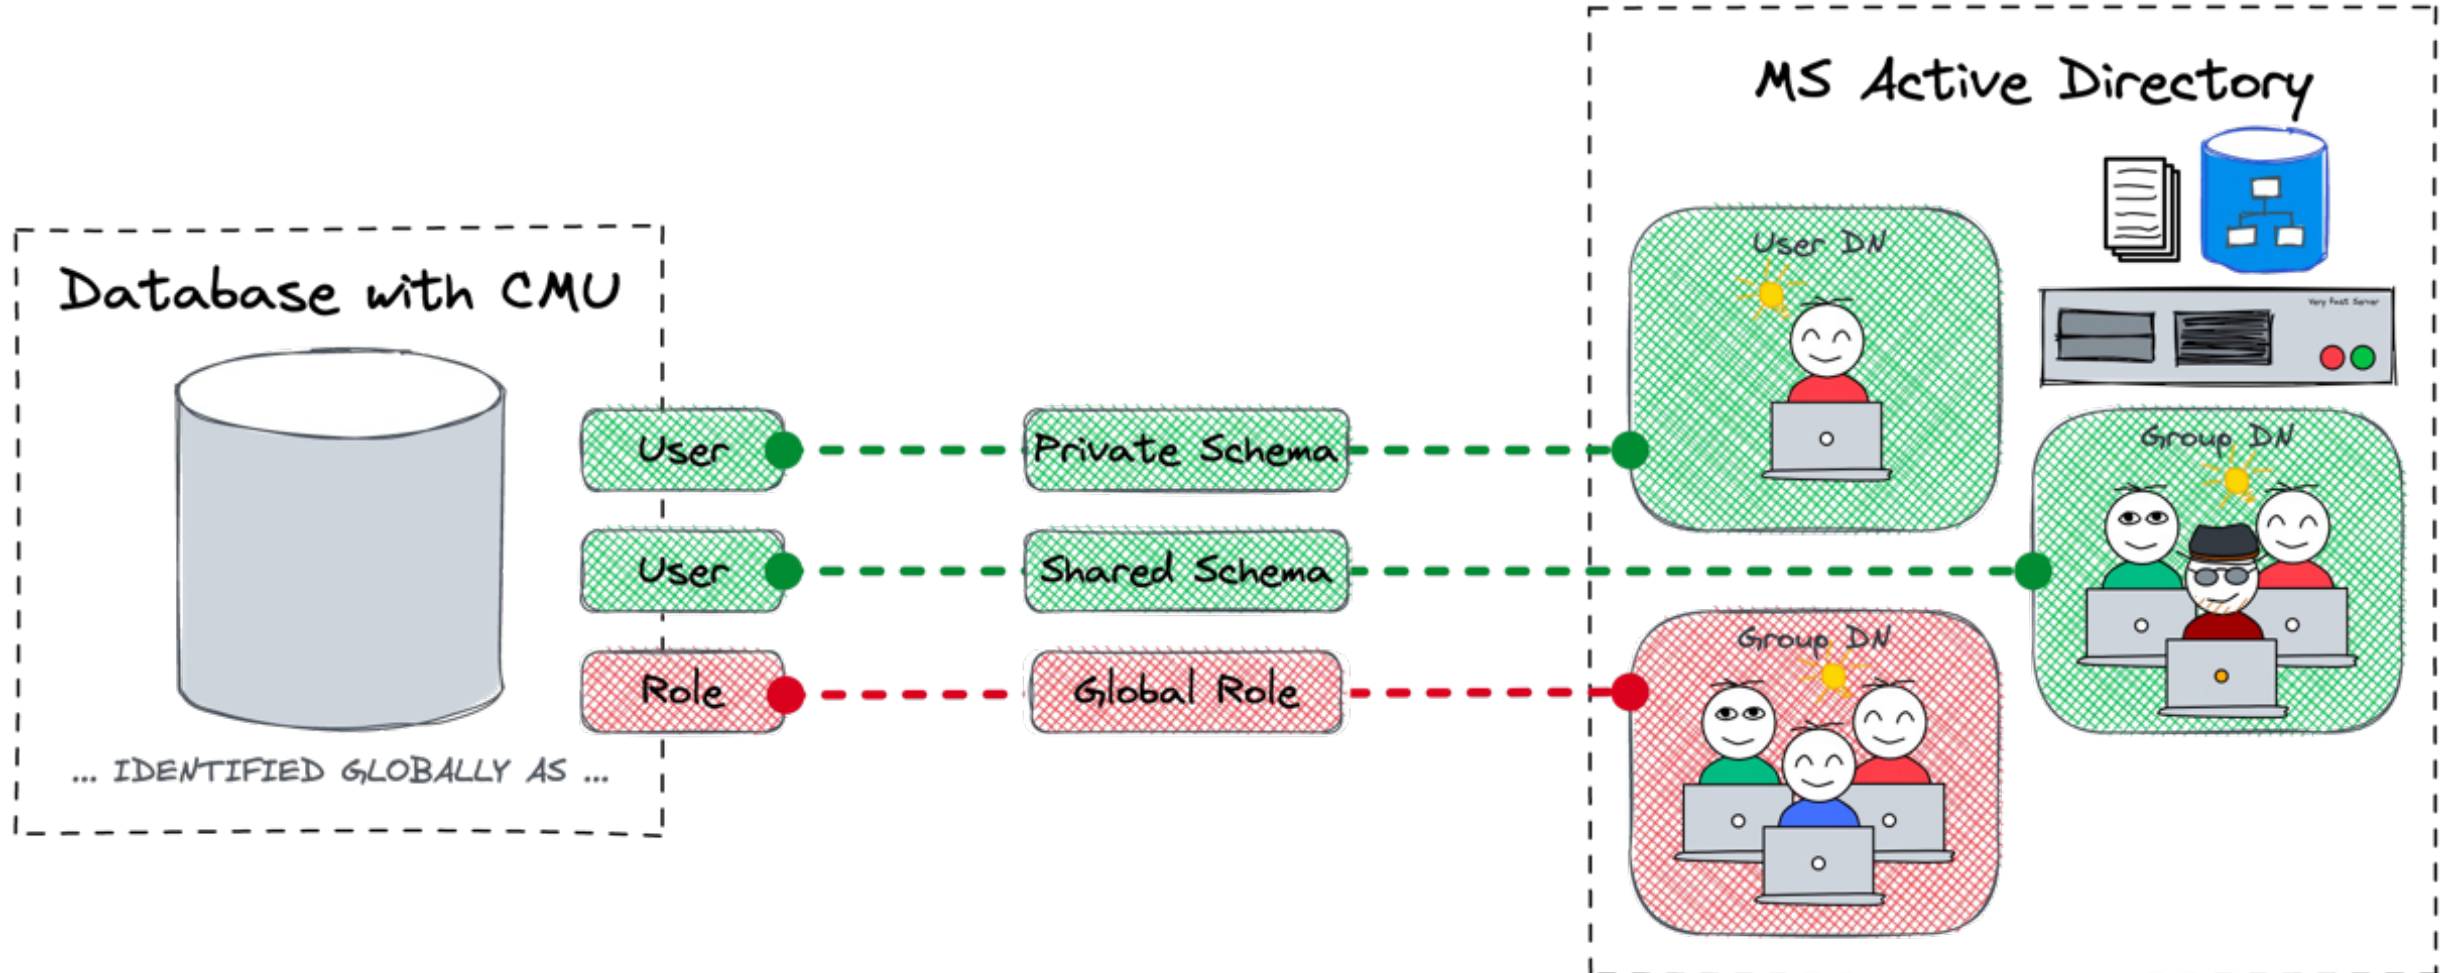 MS Active Directory
Very Fast Server
User DN
Database with CMU
User
Private Schema
Group DN
User
Shared Schema
Role
Global Role
Group DN
... IDENTIFIED GLOBALLY AS ...